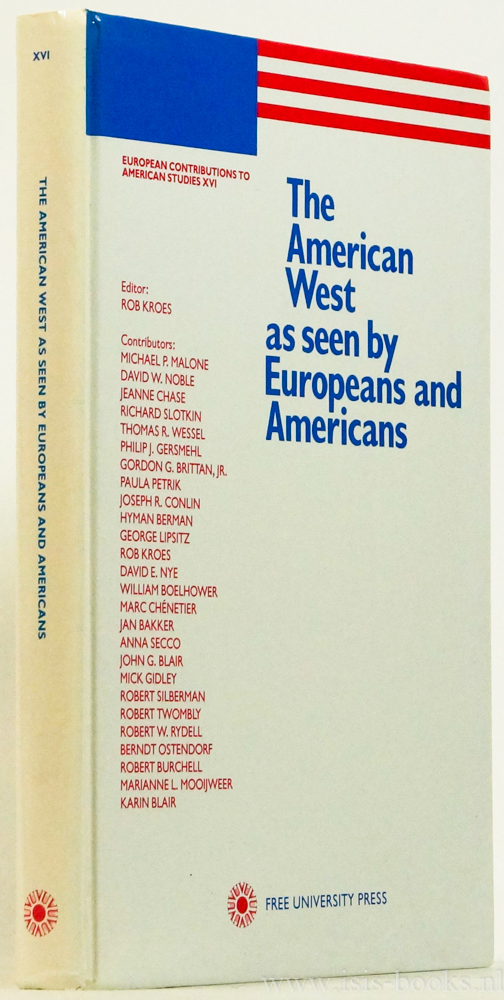 XVI
THE AMERICAN WEST AS SEEN BY EUROPEANS AND AMERICANS
EUROPEAN CONTRIBUTIONS TO
AMERICAN STUDIES XVI
The
American
West
as seen by
Europeans and
Americans
Editor:
ROB KROES
Contributors:
MICHAEL P. MALONE
DAVID W. NOBLE
JEANNE CHASE
RICHARD SLOTKIN
THOMAS R. WESSEL
PHILIP J. GERSMEHL
GORDON G. BRITTAN, JR.
PAULA PETRIK
JOSEPH R. CONLIN
HYMAN BERMAN
GEORGE LIPSITZ
ROB KROES
DAVID E. NYE
WILLIAM BOELHOWER
MARC CHÉNETIER
JAN BAKKER
ANNA SECCO
JOHN G. BLAIR
MICK GIDLEY
ROBERT SILBERMAN
ROBERT TWOMBLY
ROBERT W. RYDELL
BERNDT OSTENDORF
ROBERT BURCHELL
MARIANNE L. MOOIJWEER
KARIN BLAIR
FREE UNIVERSITY PRESS
www.isis-books.nl